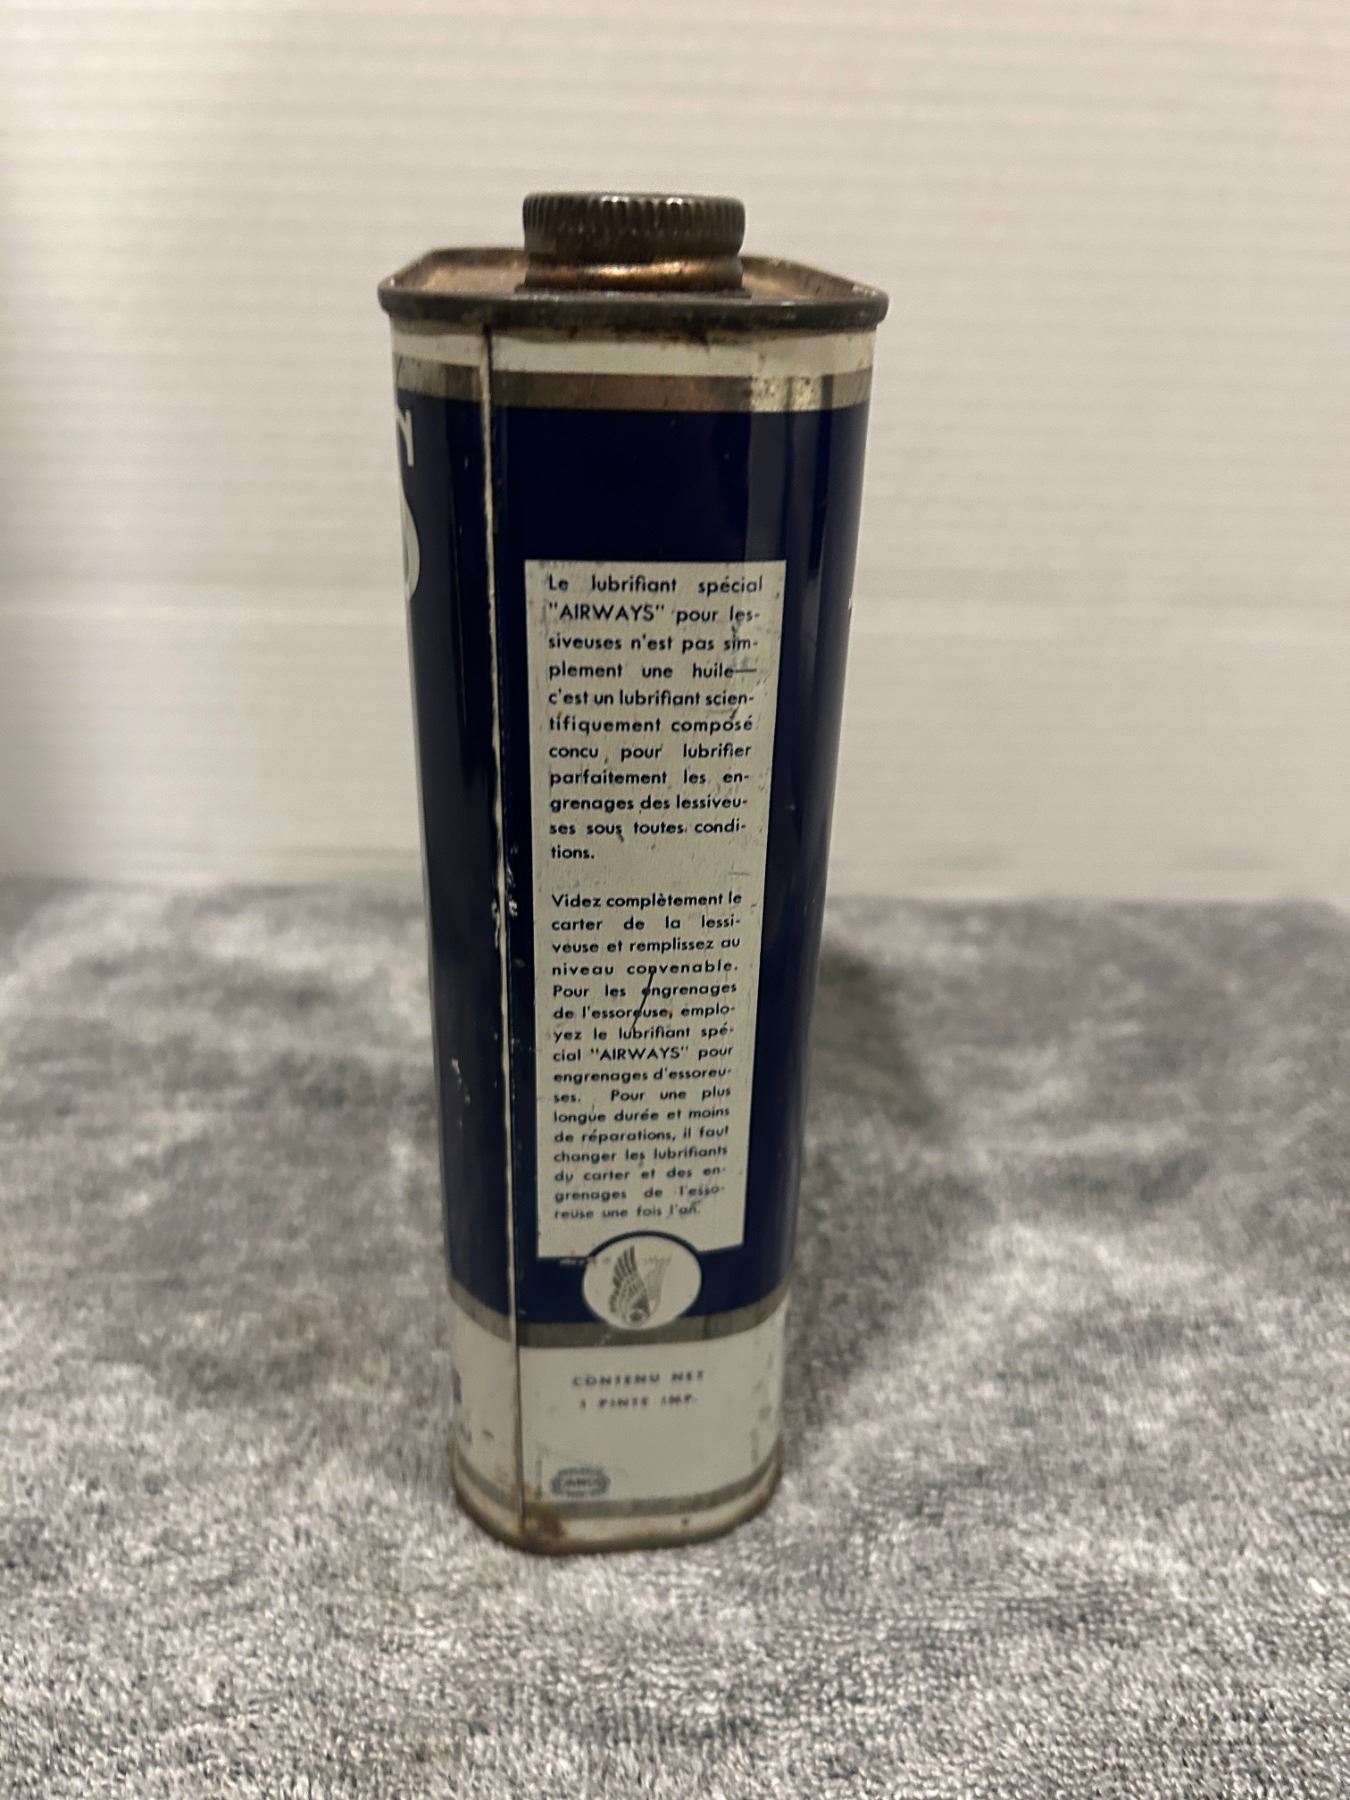 Le lubrifiant spécial
"AIRWAYS" pour les-
siveuses n'est pas sim-
plement une huile—
c'est un lubrifiant scien-
tifiquement composé
concu pour lubrifier
parfaitement les en-
grenages des lessiveu-
ses sous toutes condi-
tions.
Videz complètement le
carter de la lessi-
veuse et remplissez au
niveau convenable.
Pour les engrenages
de l'essoreuse, emplo-
yez le lubrifiant spé-
cial "AIRWAYS" pour
engrenages d'essoreu-
ses. Pour une plus
longue durée et moins
de réparations, il faut
changer les lubrifiants
du carter et des en-
grenages de l'esso-
reuse une fois l'an.
CONTENU NET
1 PINTE IMP.